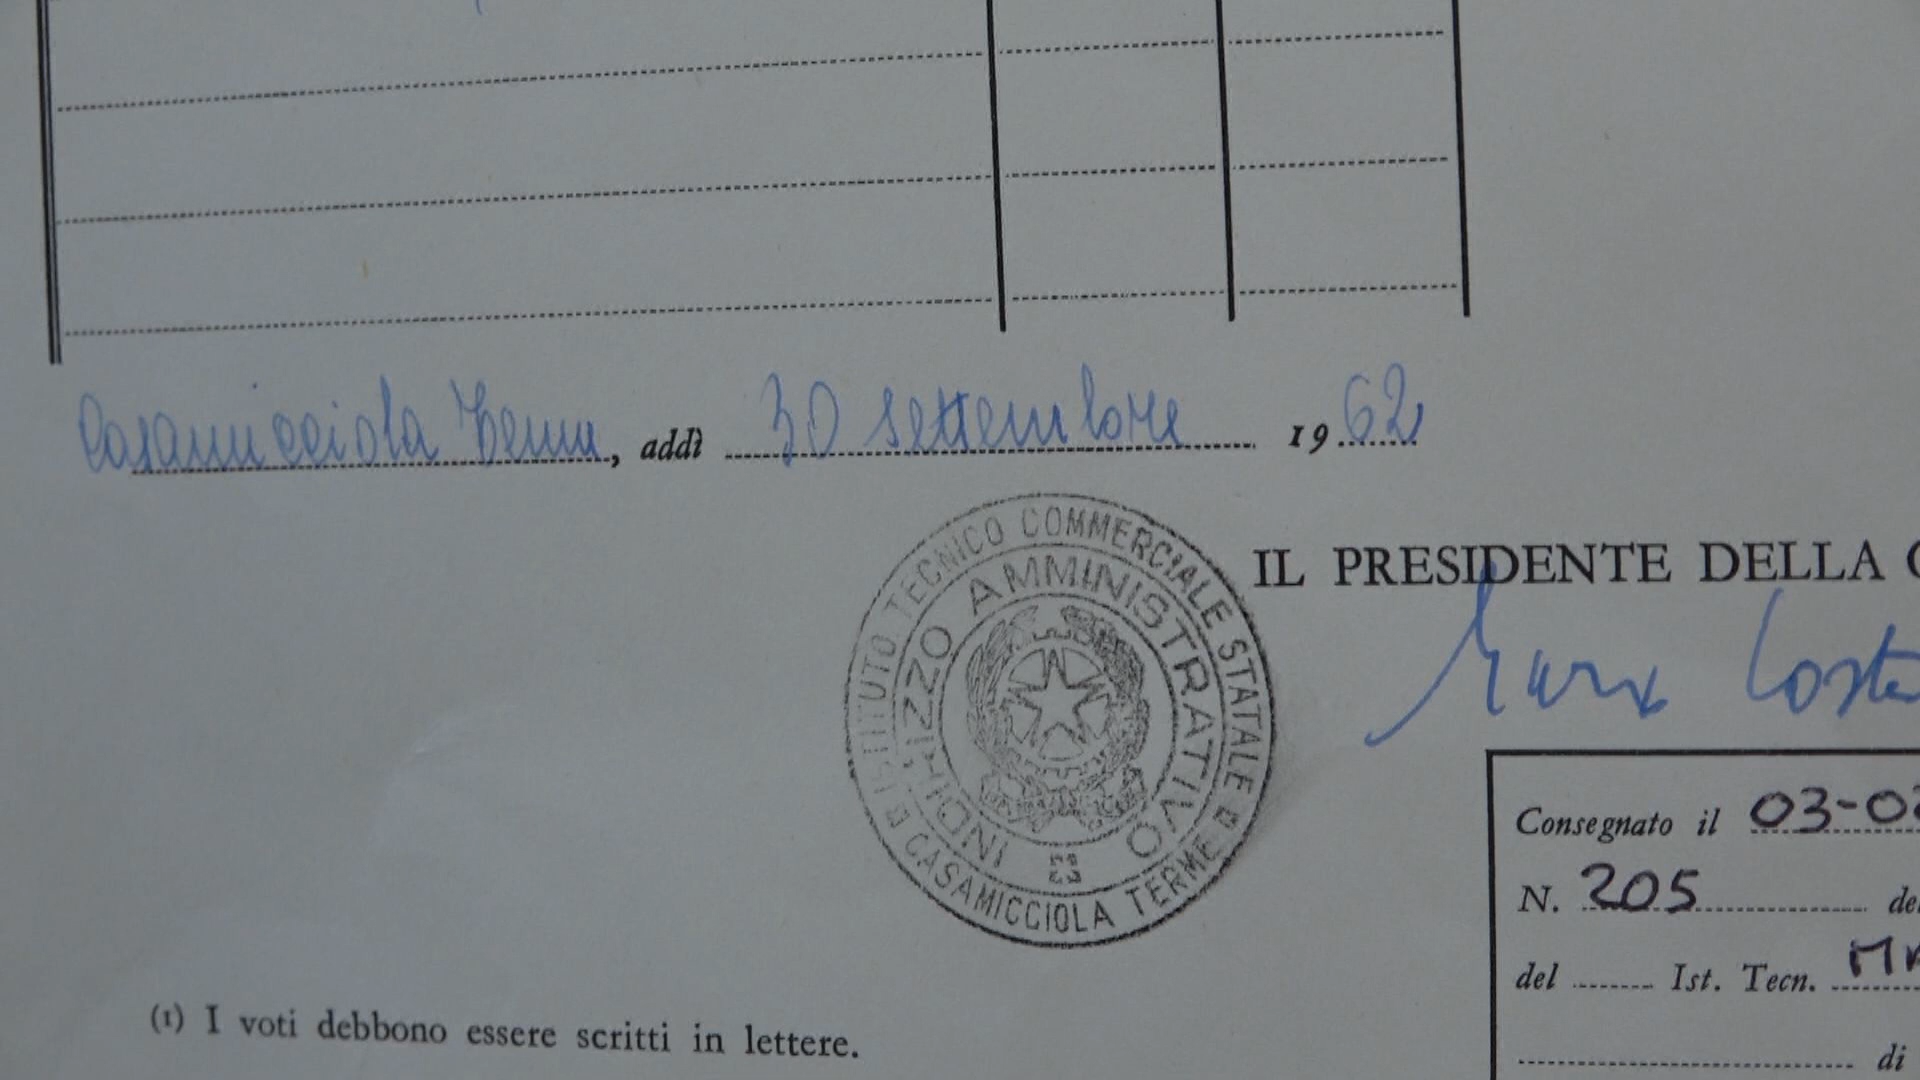 Casamicciola Terme, addì 30 settembre 1962
ISTITUTO TECNICO COMMERCIALE STATALE
INDIRIZZO AMMINISTRATIVO
CASAMICCIOLA TERME
IL PRESIDENTE DELLA
Costa
Consegnato il 03-0
N. 205
del Ist. Tecn.
di
(1) I voti debbono essere scritti in lettere.